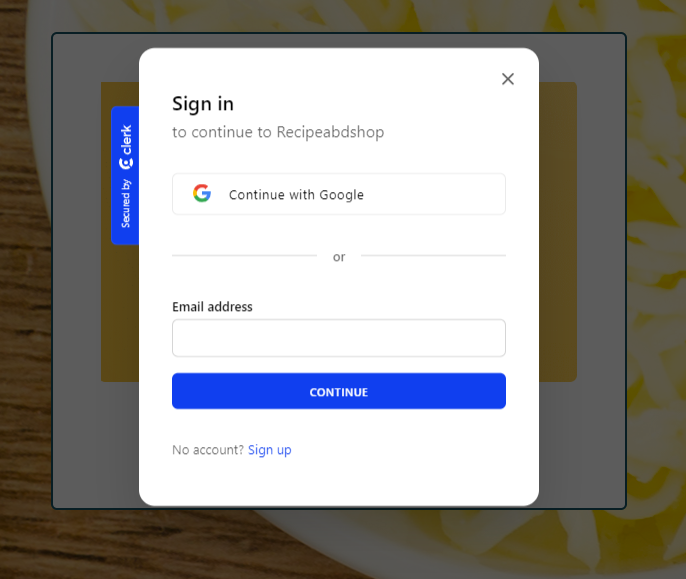 Sign in
to continue to Recipeabdshop
Secured by clerk
Continue with Google
or
Email address
CONTINUE
No account? Sign up